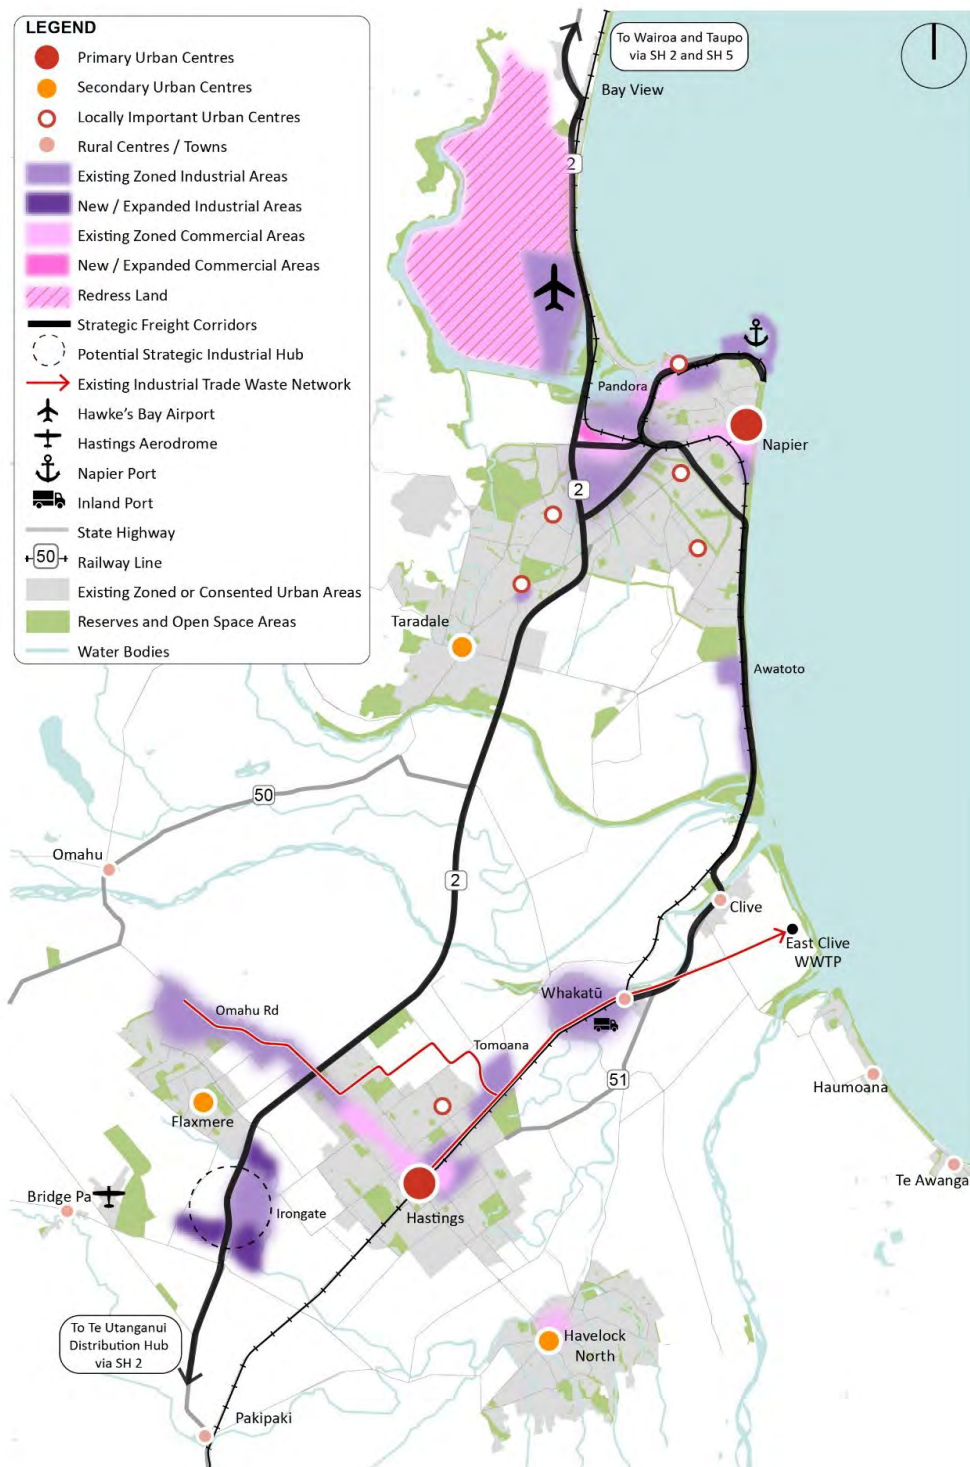 LEGEND
Primary Urban Centres
Secondary Urban Centres
Locally Important Urban Centres
Rural Centres / Towns
Existing Zoned Industrial Areas
New / Expanded Industrial Areas
Existing Zoned Commercial Areas
New / Expanded Commercial Areas
Redress Land
Strategic Freight Corridors
Potential Strategic Industrial Hub
Existing Industrial Trade Waste Network
Hawke's Bay Airport
Hastings Aerodrome
Napier Port
Inland Port
State Highway
50
Railway Line
Existing Zoned or Consented Urban Areas
Reserves and Open Space Areas
Water Bodies
To Wairoa and Taupo
via SH 2 and SH 5
Bay View
2
Pandora
Napier
2
Taradale
Awatoto
50
Omahu
2
Clive
East Clive
WWTP
Whakatū
Omahu Rd
Tomoana
51
Haumoana
Flaxmere
Te Awanga
Bridge Pa
Irongate
Hastings
To Te Utanganui
Distribution Hub
via SH 2
Havelock
North
Pakipaki